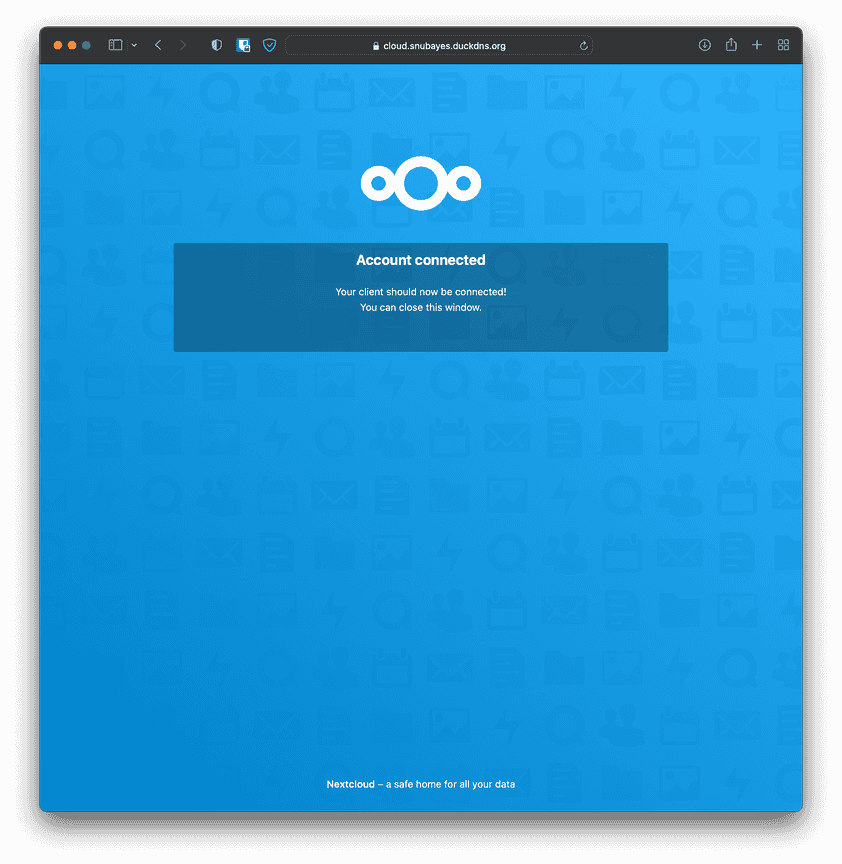 cloud.snubayes.duckdns.org
Account connected
Your client should now be connected!
You can close this window.
Nextcloud – a safe home for all your data